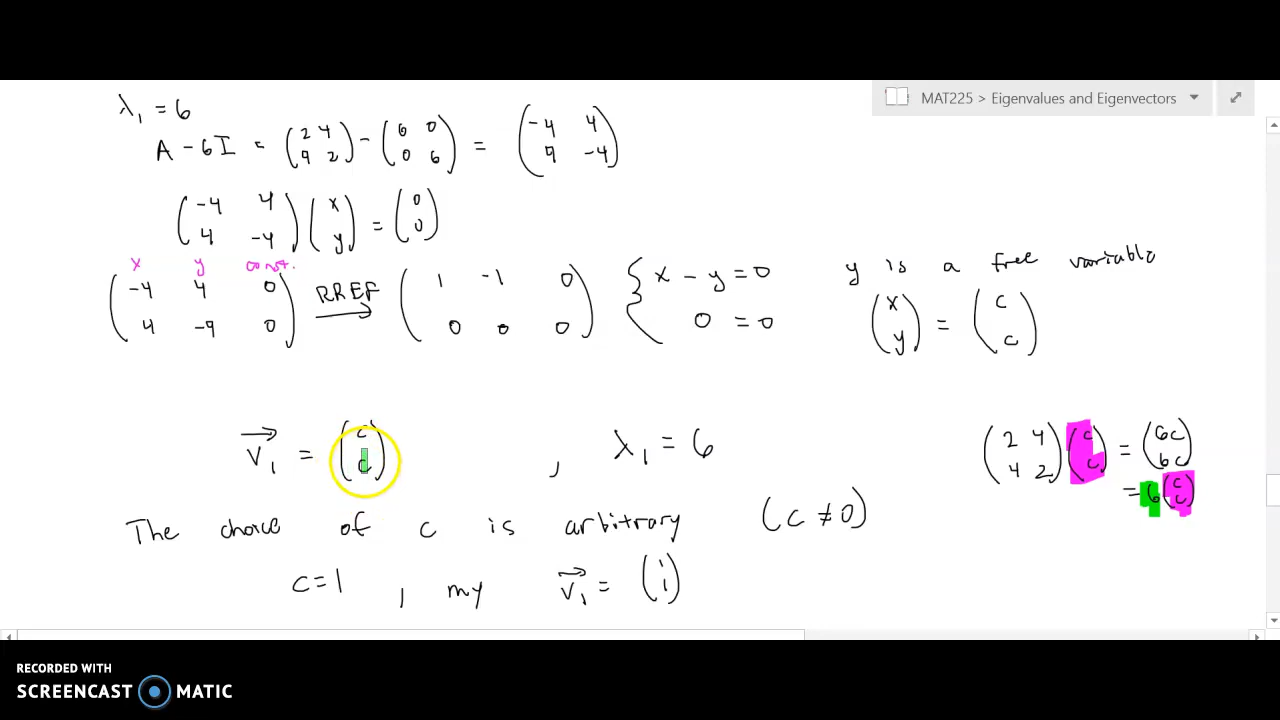 λ₁ = 6
MAT225 > Eigenvalues and Eigenvectors
A - 6I = (2 4; 4 2) - (6 0; 0 6) = (-4 4; 4 -4)
(-4 4; 4 -4)(x; y) = (0; 0)
x y const.
(-4 4 0; 4 -4 0) RREF → (1 -1 0; 0 0 0) { x - y = 0; 0 = 0
y is a free variable
(x; y) = (c; c)
v₁ = (c; c) , λ₁ = 6
(2 4; 4 2)(c; c) = (6c; 6c)
= 6(c; c)
The choice of c is arbitrary (c ≠ 0)
c = 1 , my v₁ = (1; 1)
RECORDED WITH
SCREENCAST MATIC